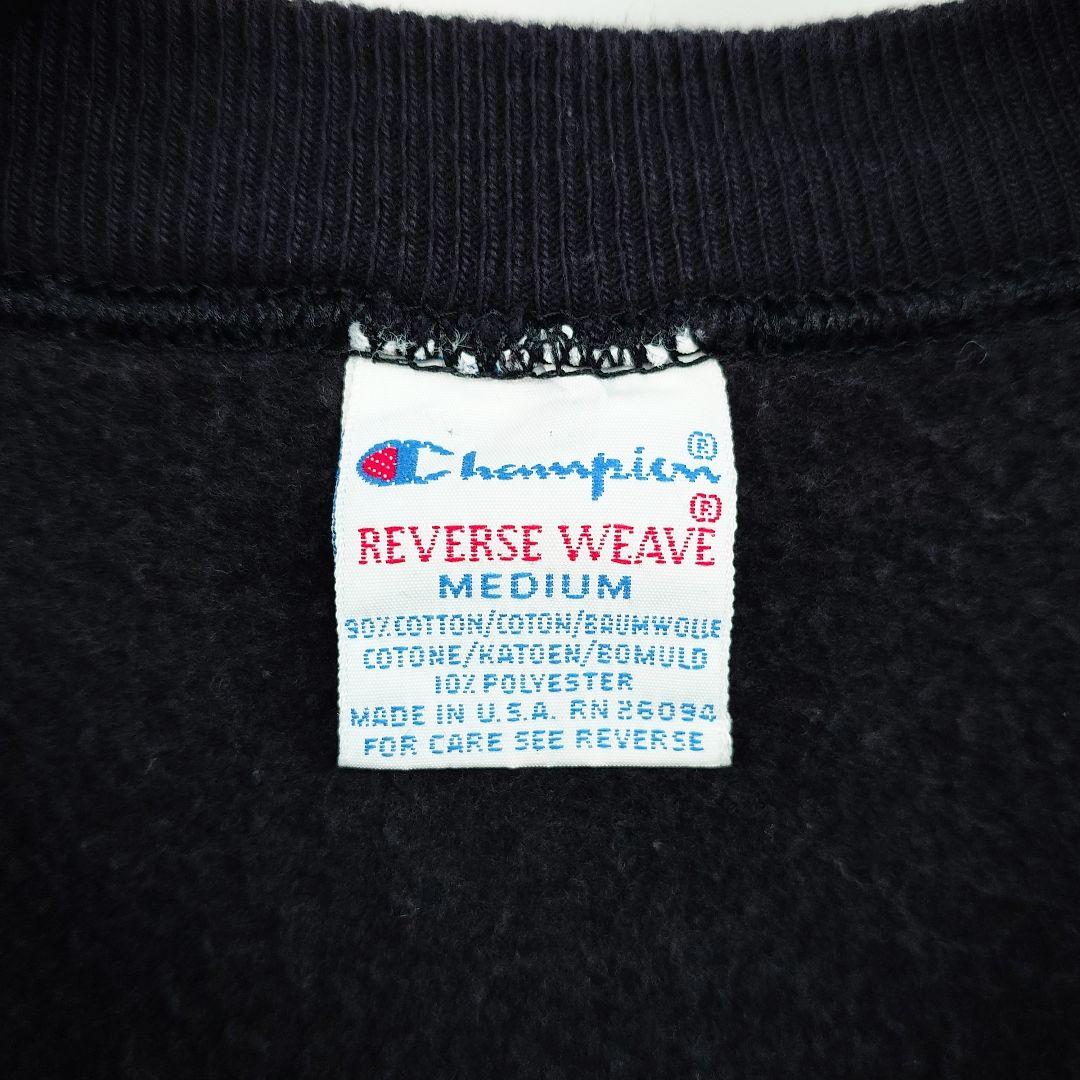 Champion®
REVERSE WEAVE®
MEDIUM
90% COTTON/COTON/BAUMWOLLE
COTONE/KATOEN/BOMULD
10% POLYESTER
MADE IN U.S.A. RN 26094
FOR CARE SEE REVERSE